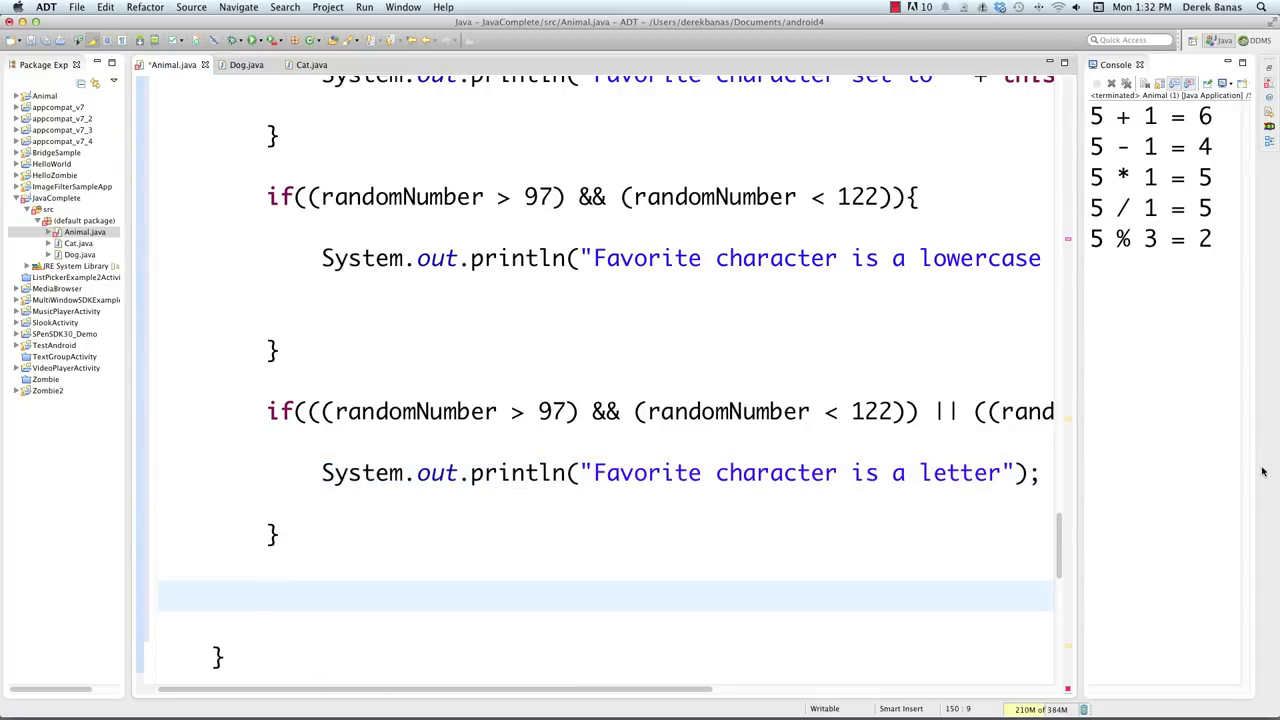 ADT File Edit Refactor Source Navigate Search Project Run Window Help 10 Mon 1:32 PM Derek Banas
Java - JavaComplete/src/Animal.java - ADT - /Users/derekbanas/Documents/android4
Quick Access Java DDMS
Package Exp
Animal
appcompat_v7
appcompat_v7_2
appcompat_v7_3
appcompat_v7_4
BridgeSample
HelloWorld
HelloZombie
ImageFilterSampleApp
JavaComplete
src
(default package)
Animal.java
Cat.java
Dog.java
JRE System Library [Ja
ListPickerExample2Activi
MediaBrowser
MultiWindowSDKExample
MusicPlayerActivity
SlookActivity
SPenSDK30_Demo
TestAndroid
TextGroupActivity
VideoPlayerActivity
Zombie
Zombie2
*Animal.java Dog.java Cat.java
System.out.println("Favorite character set to " + this
}
if((randomNumber > 97) && (randomNumber < 122)){
System.out.println("Favorite character is a lowercase
}
if(((randomNumber > 97) && (randomNumber < 122)) || ((rand
System.out.println("Favorite character is a letter");
}
}
Console
<terminated> Animal (1) [Java Application] /S
5 + 1 = 6
5 - 1 = 4
5 * 1 = 5
5 / 1 = 5
5 % 3 = 2
Writable Smart Insert 150 : 9 210M of 384M